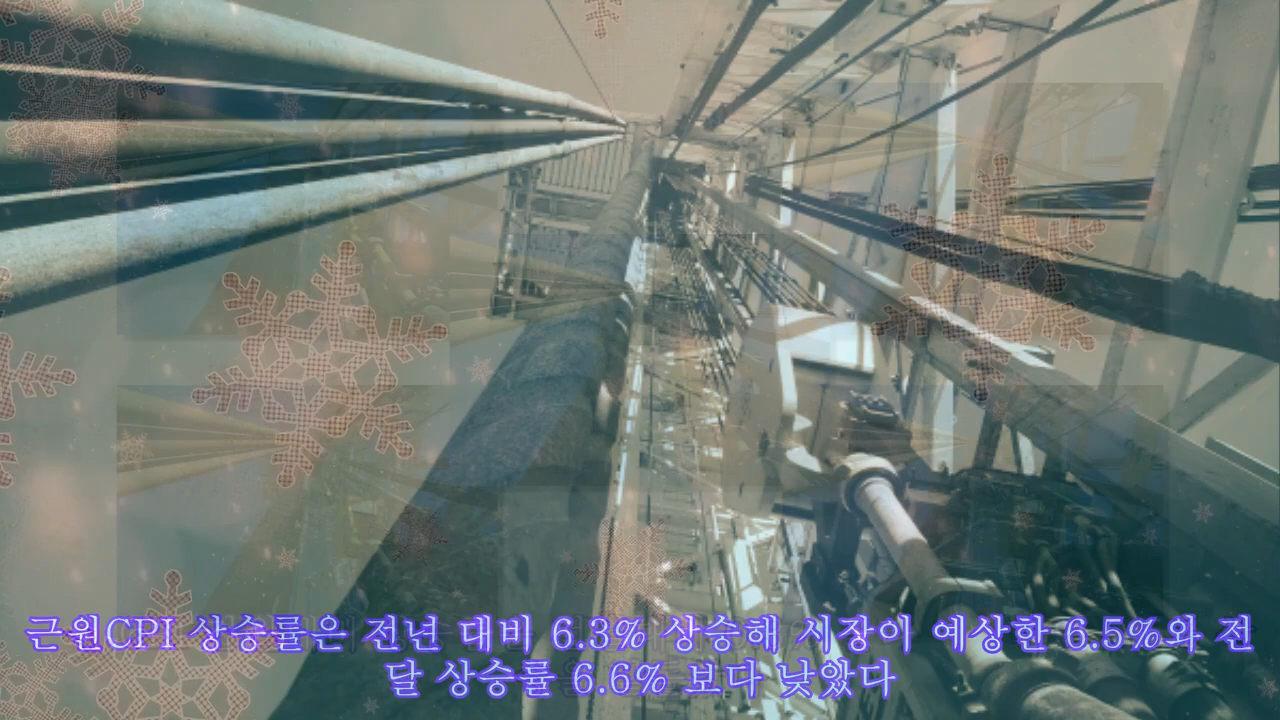 근원CPI 상승률은 전년 대비 6.3% 상승해 시장이 예상한 6.5%와 전
달 상승률 6.6% 보다 낮았다